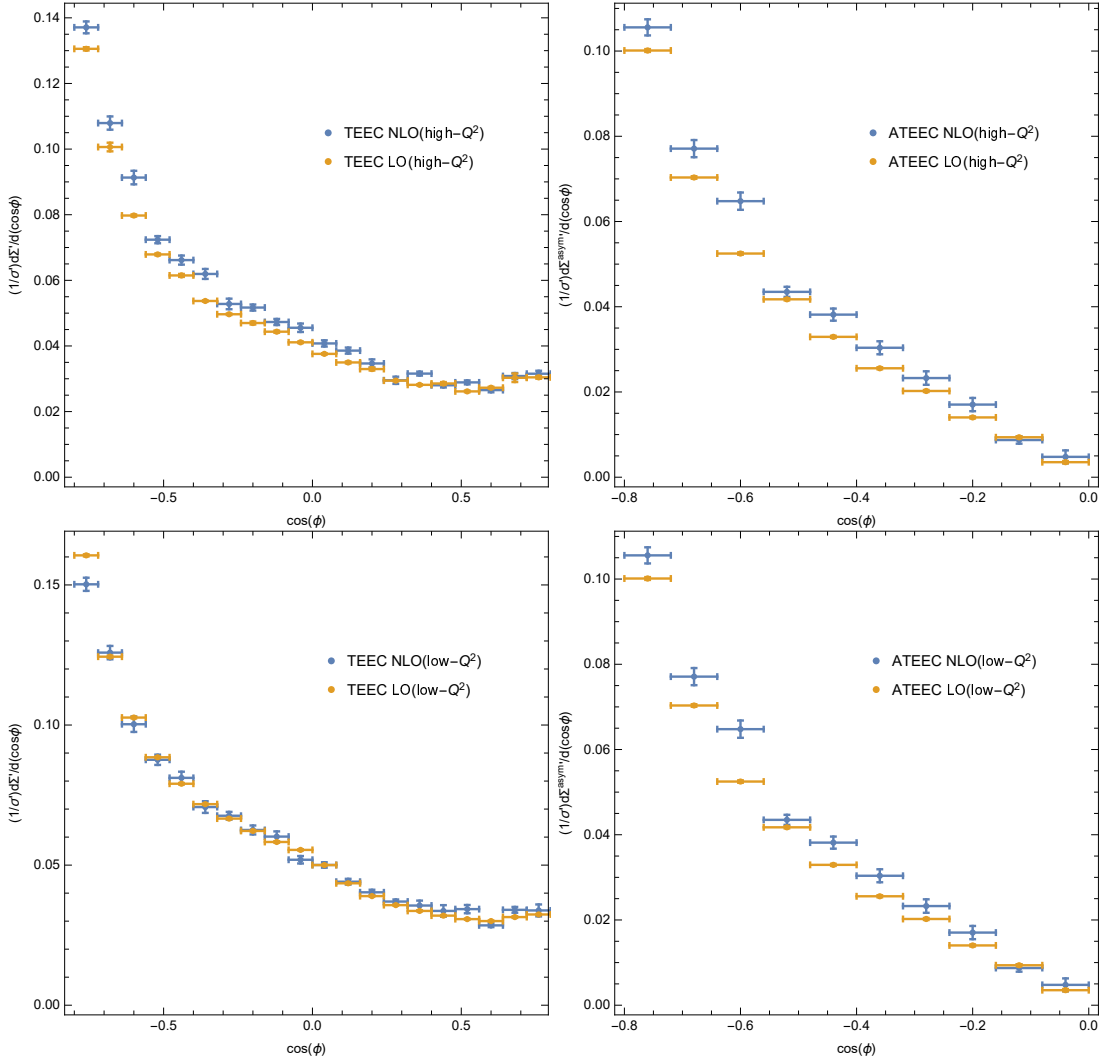 0.14
0.12
0.10
0.08
0.06
0.04
0.02
0.00
-0.5
0.0
0.5
cos(ϕ)
(1/σ')dΣ'/d(cosϕ)
TEEC NLO(high-Q²)
TEEC LO(high-Q²)
0.10
0.08
0.06
0.04
0.02
0.00
-0.8
-0.6
-0.4
-0.2
0.0
cos(ϕ)
(1/σ')dΣᵃˢʸᵐ'/d(cosϕ)
ATEEC NLO(high-Q²)
ATEEC LO(high-Q²)
0.15
0.10
0.05
0.00
-0.5
0.0
0.5
cos(ϕ)
(1/σ')dΣ'/d(cosϕ)
TEEC NLO(low-Q²)
TEEC LO(low-Q²)
0.10
0.08
0.06
0.04
0.02
0.00
-0.8
-0.6
-0.4
-0.2
0.0
cos(ϕ)
(1/σ')dΣᵃˢʸᵐ'/d(cosϕ)
ATEEC NLO(low-Q²)
ATEEC LO(low-Q²)